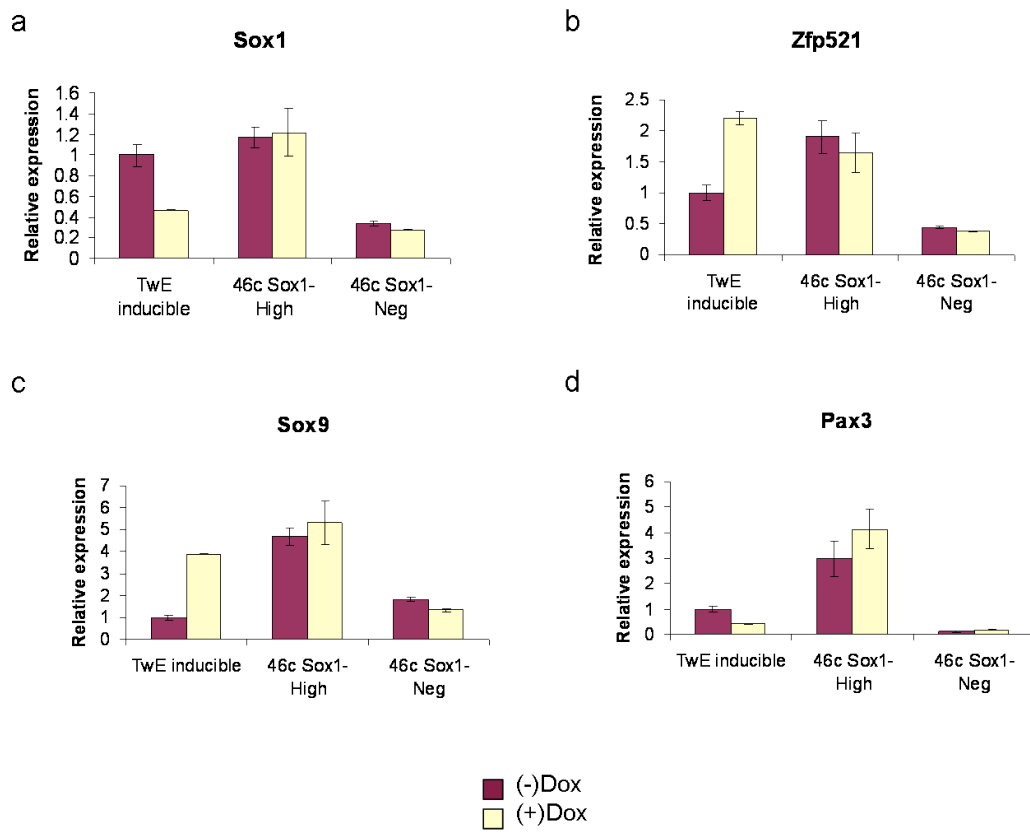 a
Sox1
Relative expression
1.6
1.4
1.2
1
0.8
0.6
0.4
0.2
0
TwE
inducible
46c Sox1-
High
46c Sox1-
Neg
b
Zfp521
Relative expression
2.5
2
1.5
1
0.5
0
TwE
inducible
46c Sox1-
High
46c Sox1-
Neg
c
Sox9
Relative expression
7
6
5
4
3
2
1
0
TwE inducible
46c Sox1-
High
46c Sox1-
Neg
d
Pax3
Relative expression
6
5
4
3
2
1
0
TwE inducible
46c Sox1-
High
46c Sox1-
Neg
(-)Dox
(+)Dox